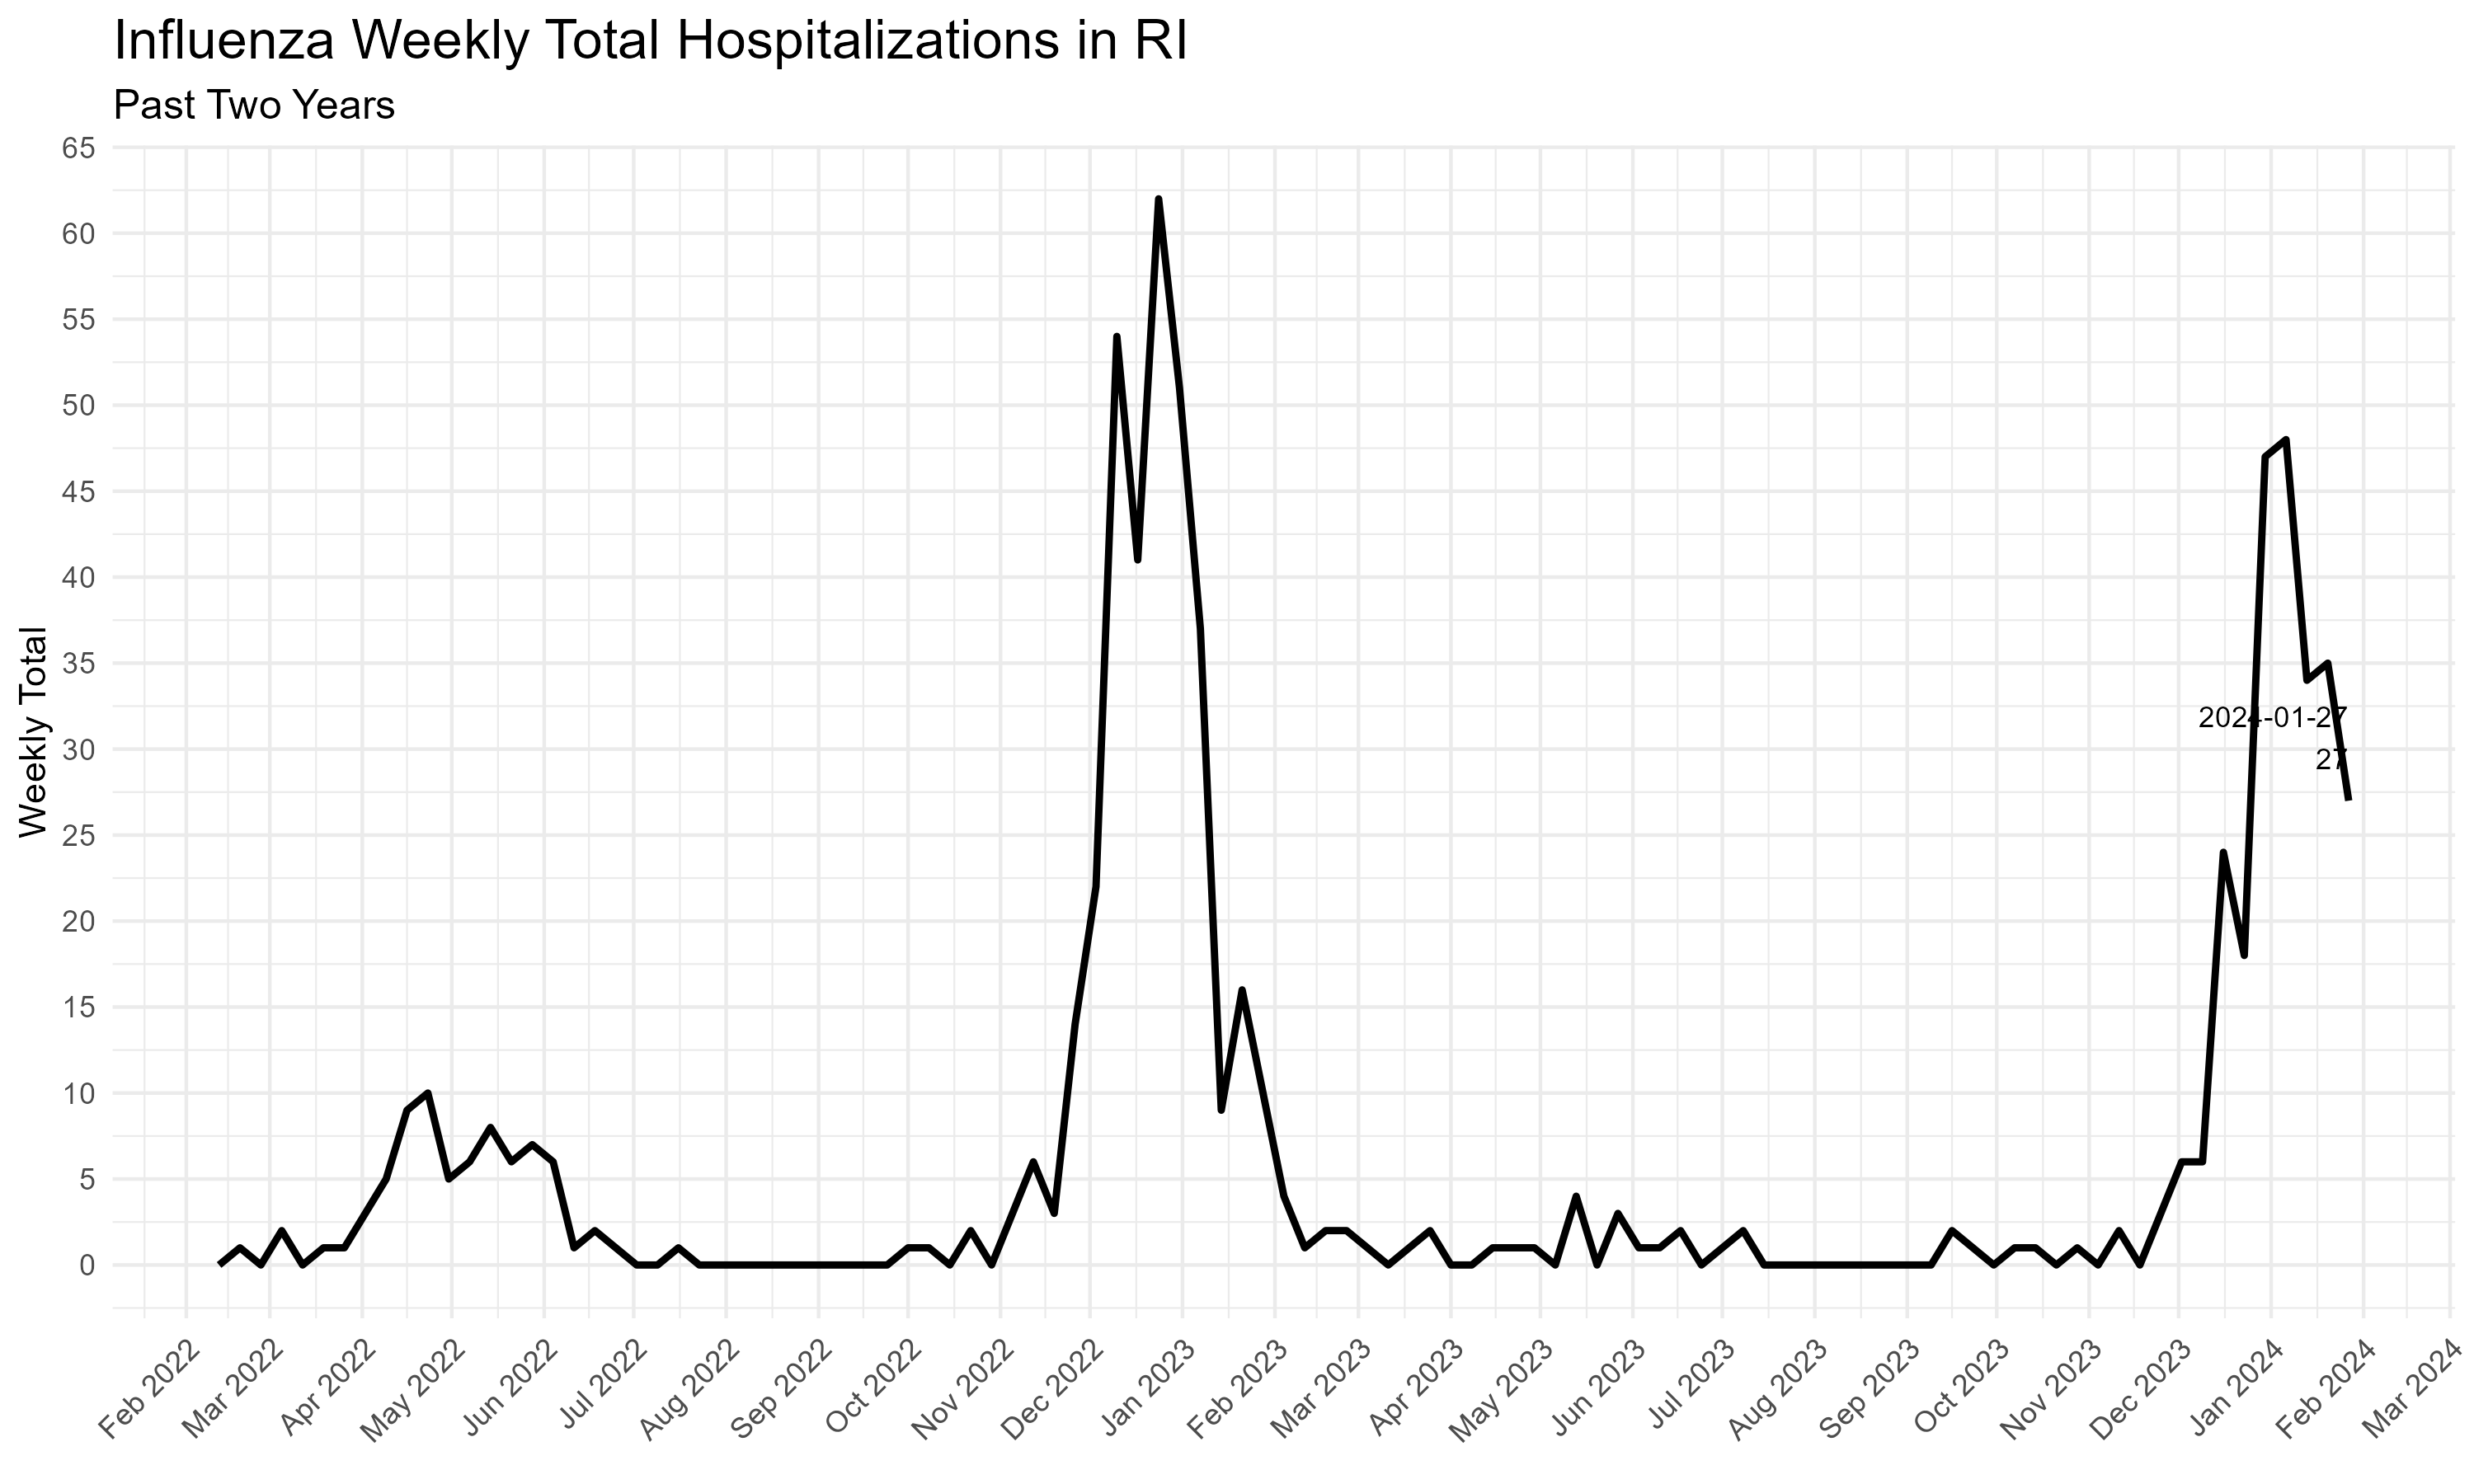 Influenza Weekly Total Hospitalizations in RI
Past Two Years
Weekly Total
65
60
55
50
45
40
35
30
25
20
15
10
5
0
2024-01-27
27
Feb 2022
Mar 2022
Apr 2022
May 2022
Jun 2022
Jul 2022
Aug 2022
Sep 2022
Oct 2022
Nov 2022
Dec 2022
Jan 2023
Feb 2023
Mar 2023
Apr 2023
May 2023
Jun 2023
Jul 2023
Aug 2023
Sep 2023
Oct 2023
Nov 2023
Dec 2023
Jan 2024
Feb 2024
Mar 2024